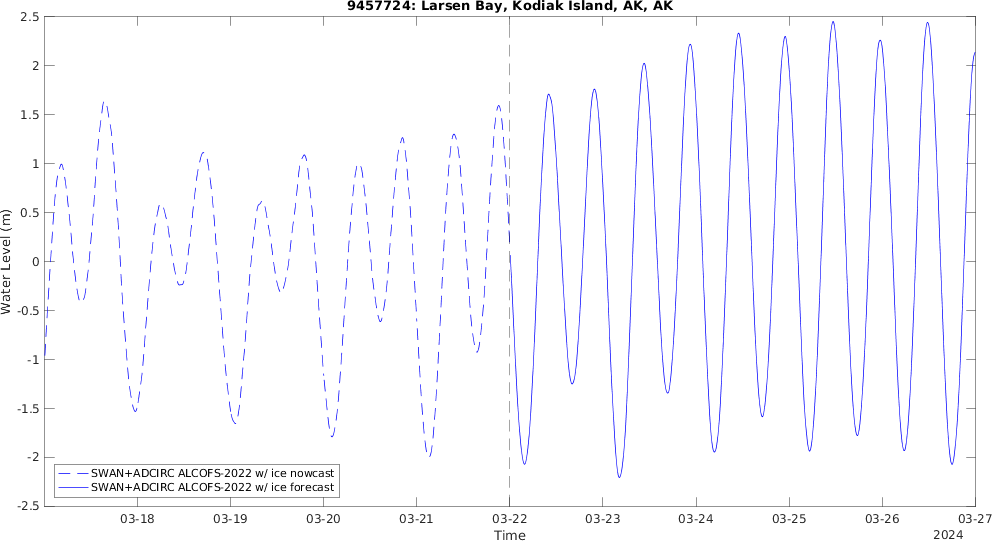 9457724: Larsen Bay, Kodiak Island, AK, AK
2.5
2
1.5
1
0.5
0
-0.5
-1
-1.5
-2
-2.5
Water Level (m)
SWAN+ADCIRC ALCOFS-2022 w/ ice nowcast
SWAN+ADCIRC ALCOFS-2022 w/ ice forecast
03-18 03-19 03-20 03-21 03-22 03-23 03-24 03-25 03-26 03-27
Time
2024